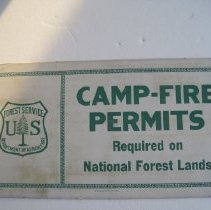 FOREST SERVICE
US
DEPARTMENT OF AGRICULTURE
CAMP-FIRE
PERMITS
Required on
National Forest Lands